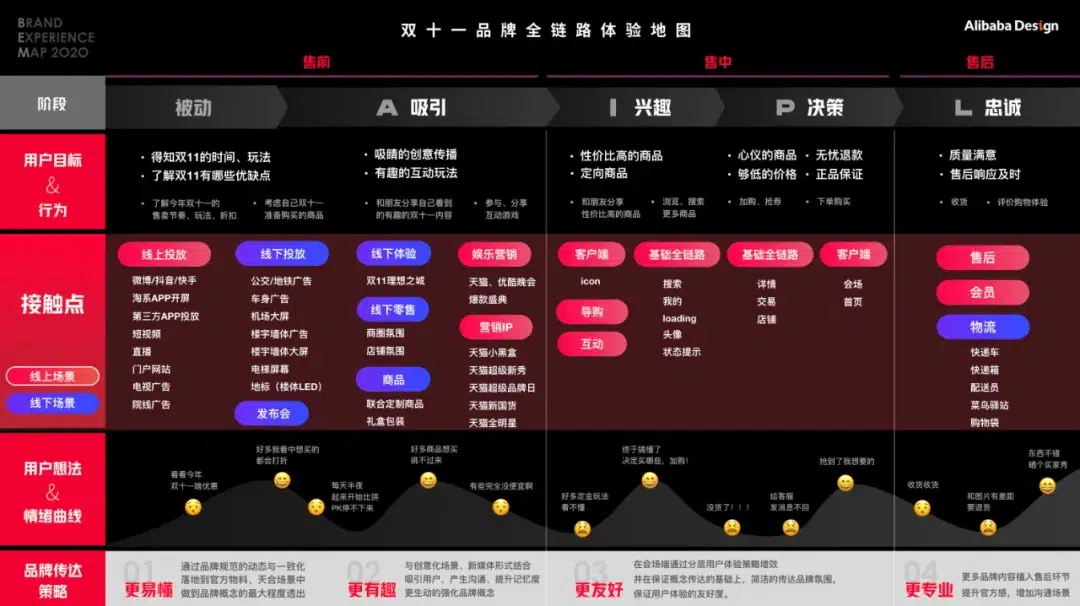 BRAND
EXPERIENCE
MAP 2020
双十一品牌全链路体验地图
Alibaba Design
售前
售中
售后
阶段
被动
A 吸引
I 兴趣
P 决策
L 忠诚
用户目标
&
行为
• 得知双11的时间、玩法
• 了解双11有哪些优缺点
• 了解今年双十一的
售卖节奏、玩法、折扣
• 考虑自己双十一
准备购买的商品
• 吸睛的创意传播
• 有趣的互动玩法
• 和朋友分享自己看到
的有趣的双十一内容
• 参与、分享
互动游戏
• 性价比高的商品
• 定向商品
• 和朋友分享
性价比高的商品
• 浏览、搜索
更多商品
• 心仪的商品
• 无忧退款
• 够低的价格
• 正品保证
• 加购、抢券
• 下单购买
• 质量满意
• 售后响应及时
• 收货
• 评价购物体验
接触点
线上场景
线下场景
线上投放
微博/抖音/快手
淘系APP开屏
第三方APP投放
短视频
直播
门户网站
电视广告
院线广告
线下投放
公交/地铁广告
车身广告
机场大屏
楼宇墙体广告
楼宇墙体大屏
电梯屏幕
地标（楼体LED）
发布会
线下体验
双11理想之城
线下零售
商圈氛围
店铺氛围
商品
联合定制商品
礼盒包装
娱乐营销
天猫、优酷晚会
爆款盛典
营销IP
天猫小黑盒
天猫超级新秀
天猫超级品牌日
天猫新国货
天猫全明星
客户端
icon
导购
互动
基础全链路
搜索
我的
loading
头像
状态提示
基础全链路
详情
交易
店铺
客户端
会场
首页
售后
会员
物流
快递车
快递箱
配送员
菜鸟驿站
购物袋
用户想法
&
情绪曲线
看看今年
双十一啥优惠
好多我看中想买的
都会打折
每天半夜
起来开始比拼
PK停不下来
好多商品想买
挑不过来
有些完全没便宜啊
好多定金玩法
看不懂
终于搞懂了
决定买哪些，加购！
没货了！！！
给客服
发消息不回
抢到了我想要的
收货收货
和图片有差距
要退货
东西不错
晒个买家秀
品牌传达
策略
01
更易懂
通过品牌规范的动态与一致化
落地到官方物料、天合场景中
做到品牌概念的最大程度透出
02
更有趣
与创意化场景、新媒体形式结合
吸引用户、产生沟通、提升记忆度
更生动的强化品牌概念
03
更友好
在会场端通过分层用户体验策略增效
并在保证概念传达的基础上，简洁的传达品牌氛围，
保证用户体验的友好度。
04
更专业
更多品牌内容植入售后环节
提升官方感，增加沟通场景